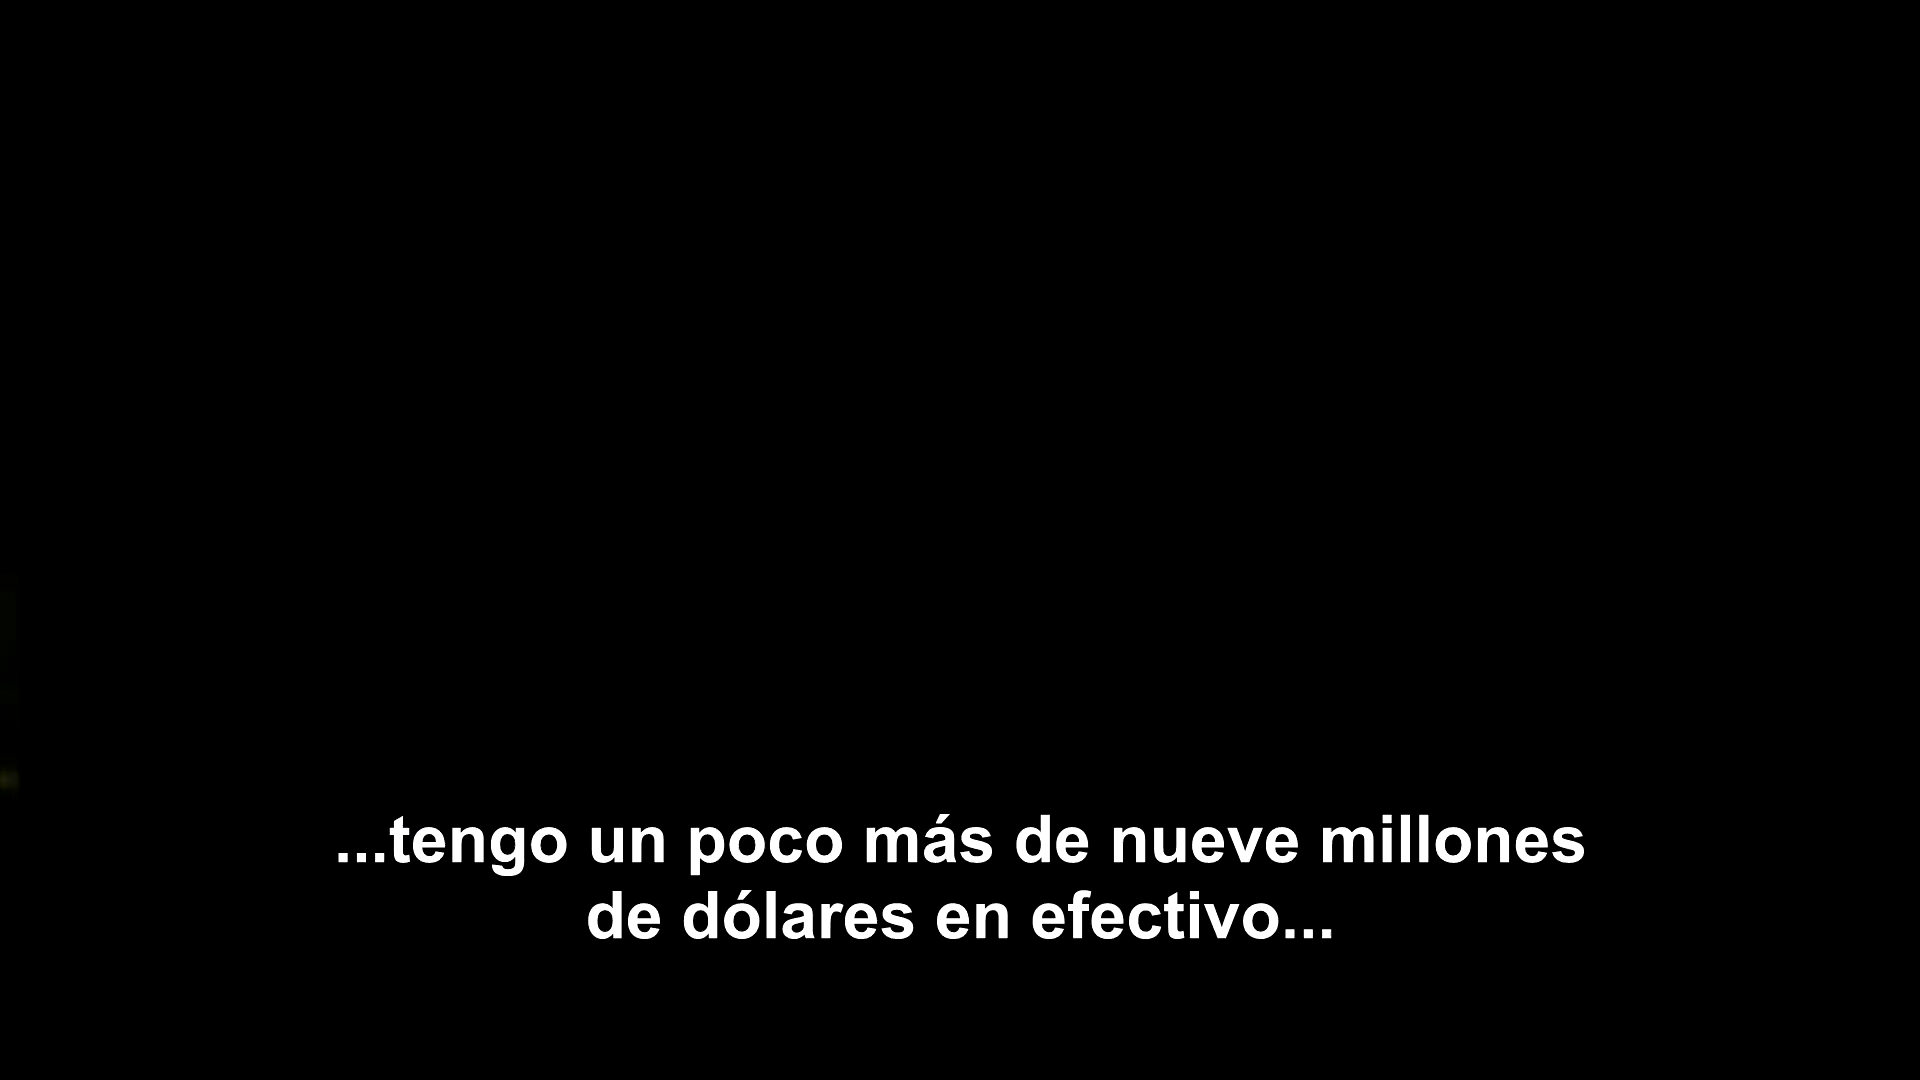 ...tengo un poco más de nueve millones
de dólares en efectivo...